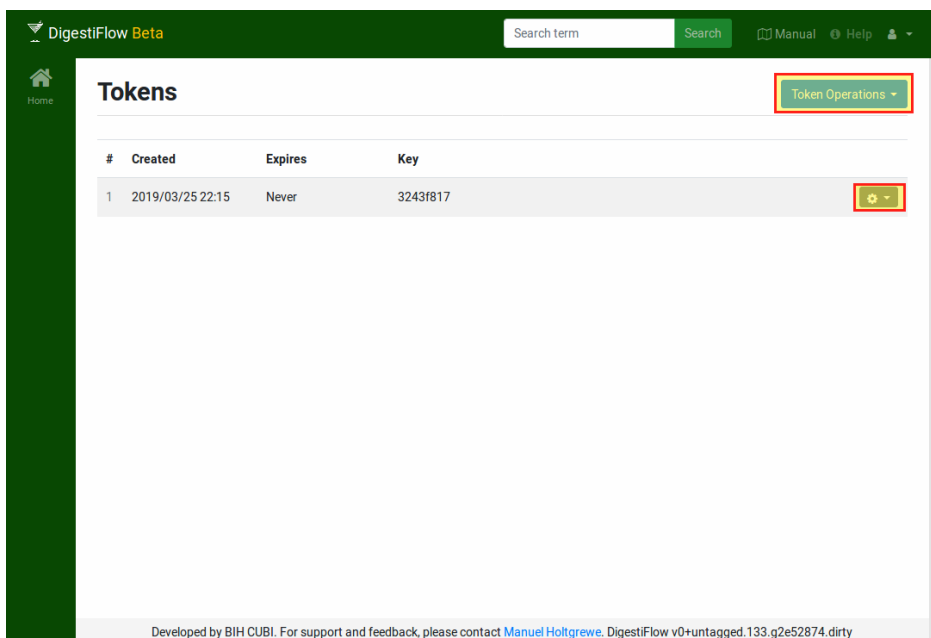 DigestiFlow Beta
Search term
Search
Manual
Help
Home
Tokens
Token Operations
# Created Expires Key
1 2019/03/25 22:15 Never 3243f817
Developed by BIH CUBI. For support and feedback, please contact Manuel Holtgrewe. DigestiFlow v0+untagged.133.g2e52874.dirty